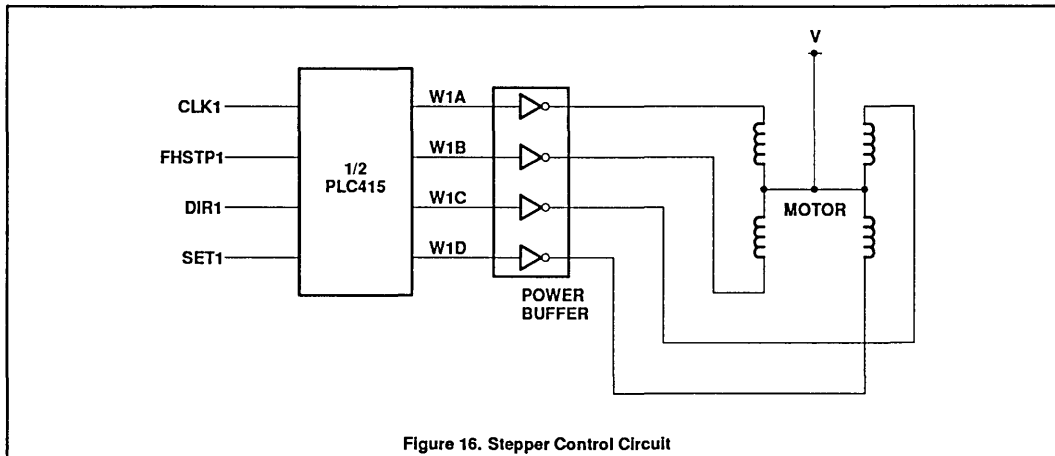 V
CLK1
FHSTP1
DIR1
SET1
1/2
PLC415
W1A
W1B
W1C
W1D
POWER
BUFFER
MOTOR
Figure 16. Stepper Control Circuit